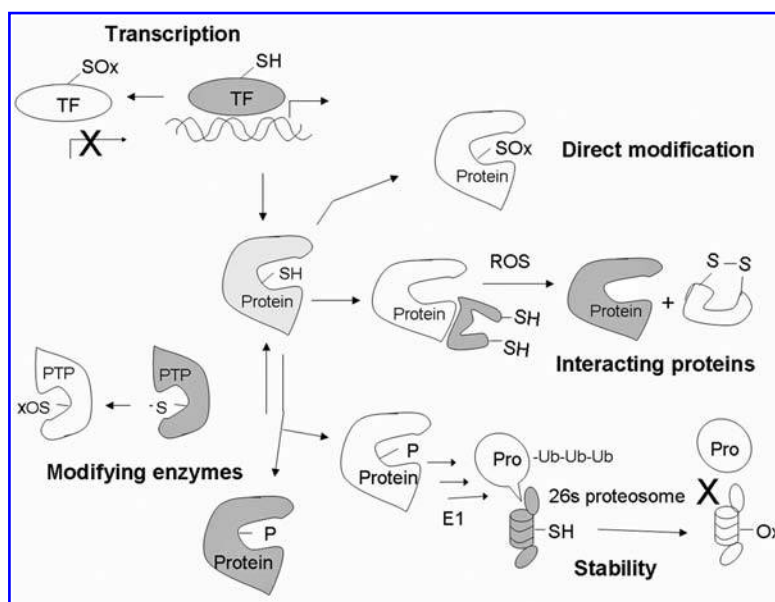 Transcription
SOx
SH
TF
TF
X
SOx
Protein
Direct modification
SH
Protein
ROS
S S
Protein
SH
SH
Protein
+
Interacting proteins
PTP
PTP
xOS
-S
Modifying enzymes
P
Protein
Pro
-Ub-Ub-Ub
Pro
26s proteosome
X
E1
SH
Ox
P
Protein
Stability